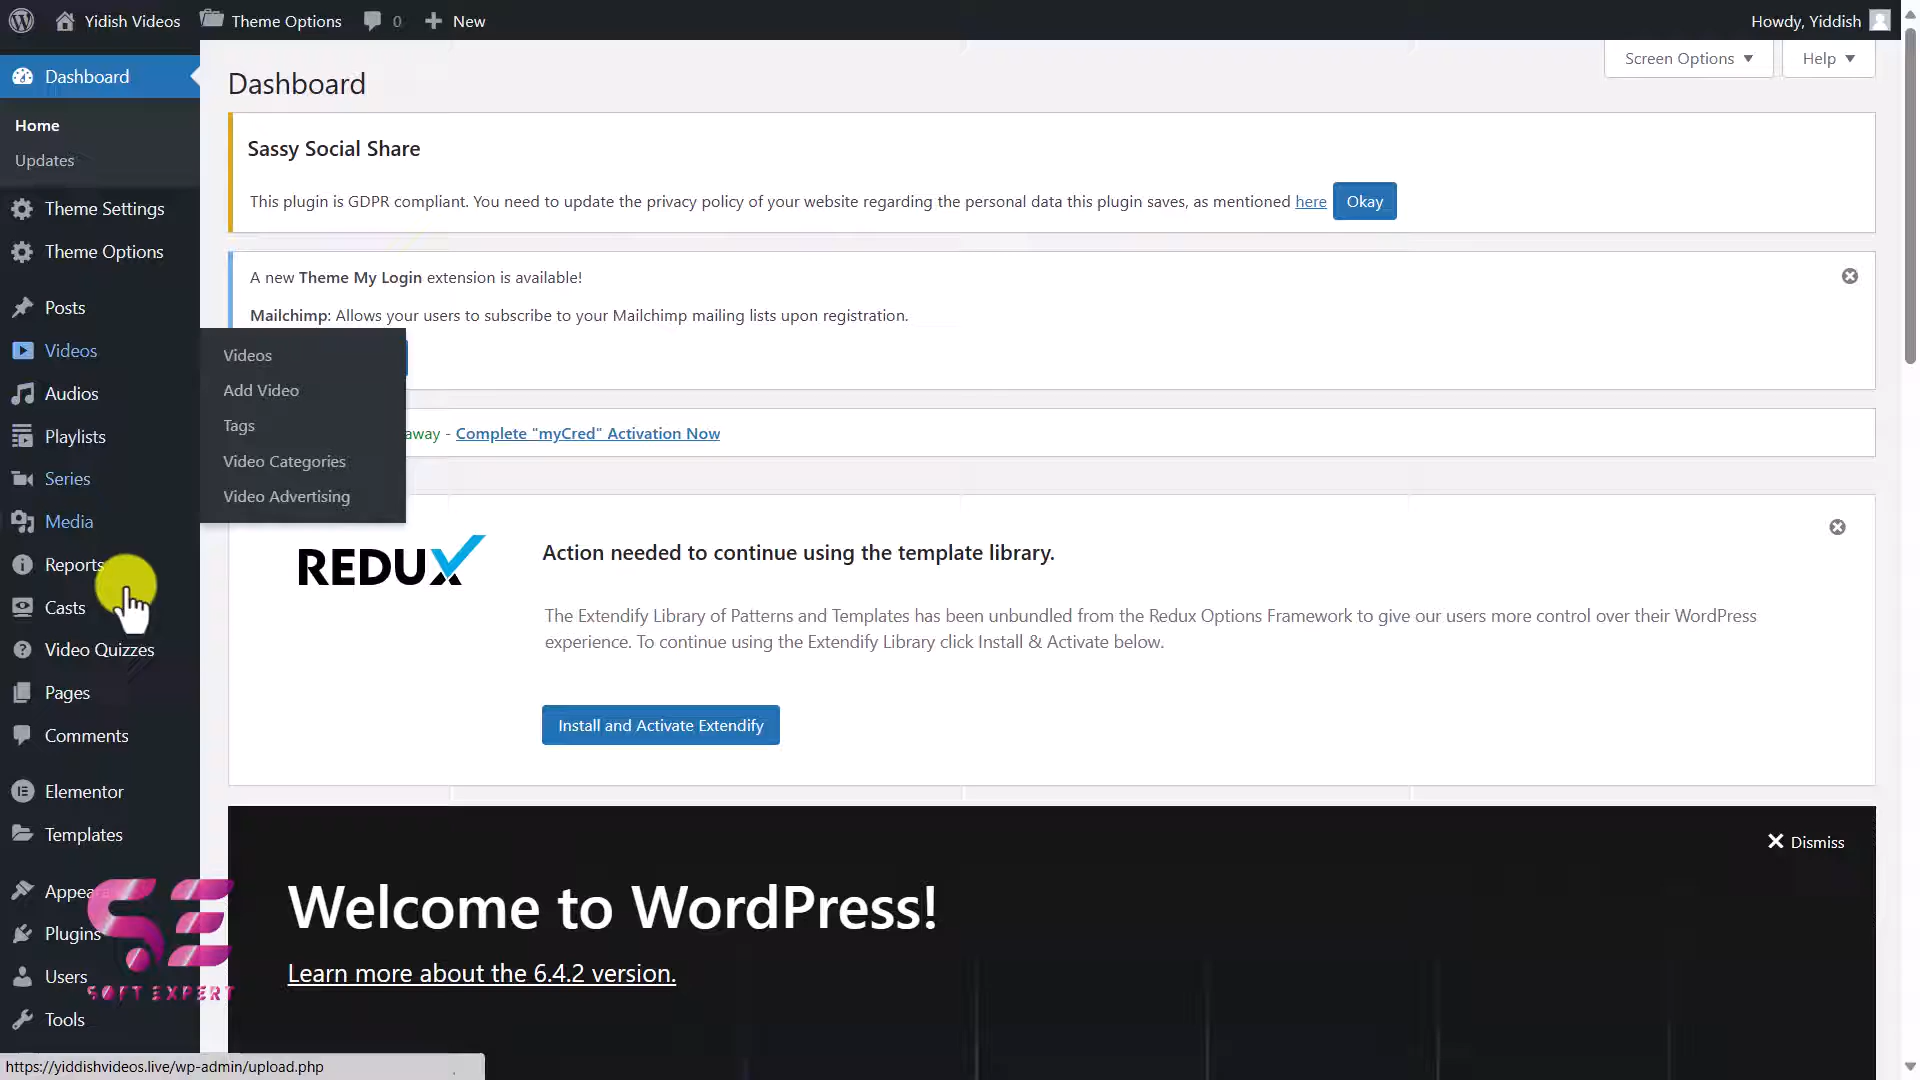 Yidish Videos
Theme Options
0
New
Howdy, Yiddish
Dashboard
Home
Updates
Theme Settings
Theme Options
Posts
Videos
Audios
Playlists
Series
Media
Reports
Casts
Video Quizzes
Pages
Comments
Elementor
Templates
Plugins
Users
Tools
SOFT EXPERT
https://yiddishvideos.live/wp-admin/upload.php
Videos
Add Video
Tags
Video Categories
Video Advertising
Screen Options
Help
Dashboard
Sassy Social Share
This plugin is GDPR compliant. You need to update the privacy policy of your website regarding the personal data this plugin saves, as mentioned here Okay
A new Theme My Login extension is available!
Mailchimp: Allows your users to subscribe to your Mailchimp mailing lists upon registration.
away - Complete "myCred" Activation Now
REDUX
Action needed to continue using the template library.
The Extendify Library of Patterns and Templates has been unbundled from the Redux Options Framework to give our users more control over their WordPress
experience. To continue using the Extendify Library click Install & Activate below.
Install and Activate Extendify
Dismiss
Welcome to WordPress!
Learn more about the 6.4.2 version.